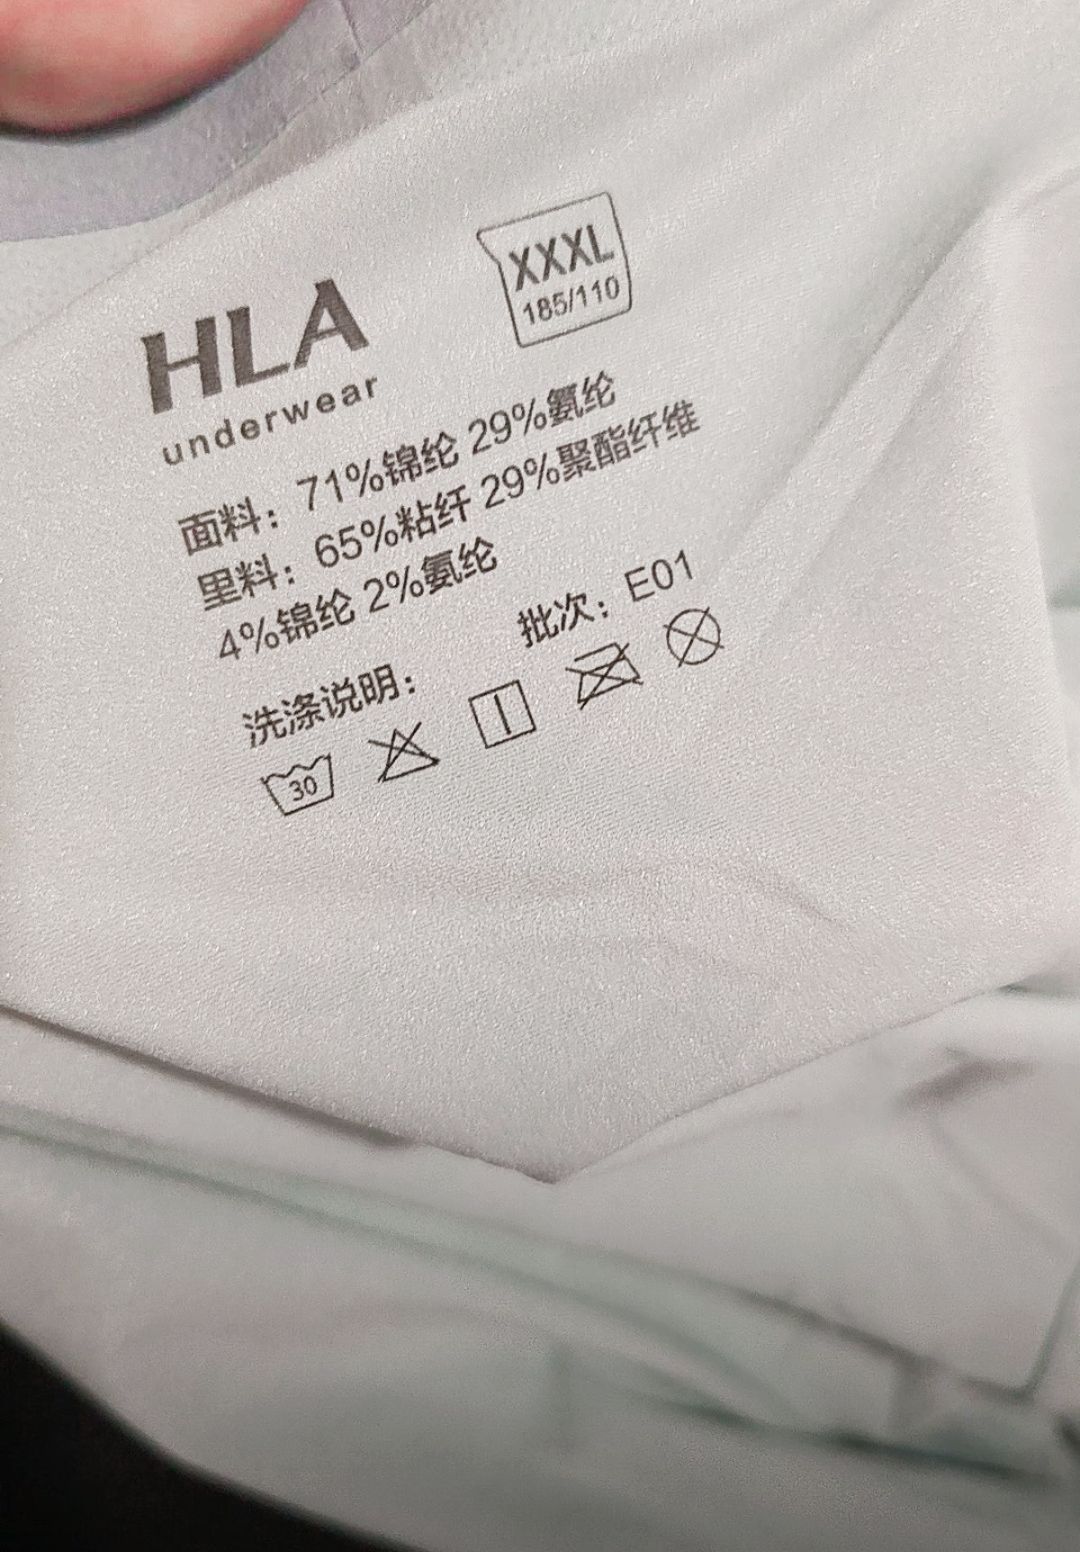 XXXL
185/110
HLA
underwear
面料：71%锦纶 29%氨纶
里料：65%粘纤 29%聚酯纤维
4%锦纶 2%氨纶
批次：E01
洗涤说明：
30